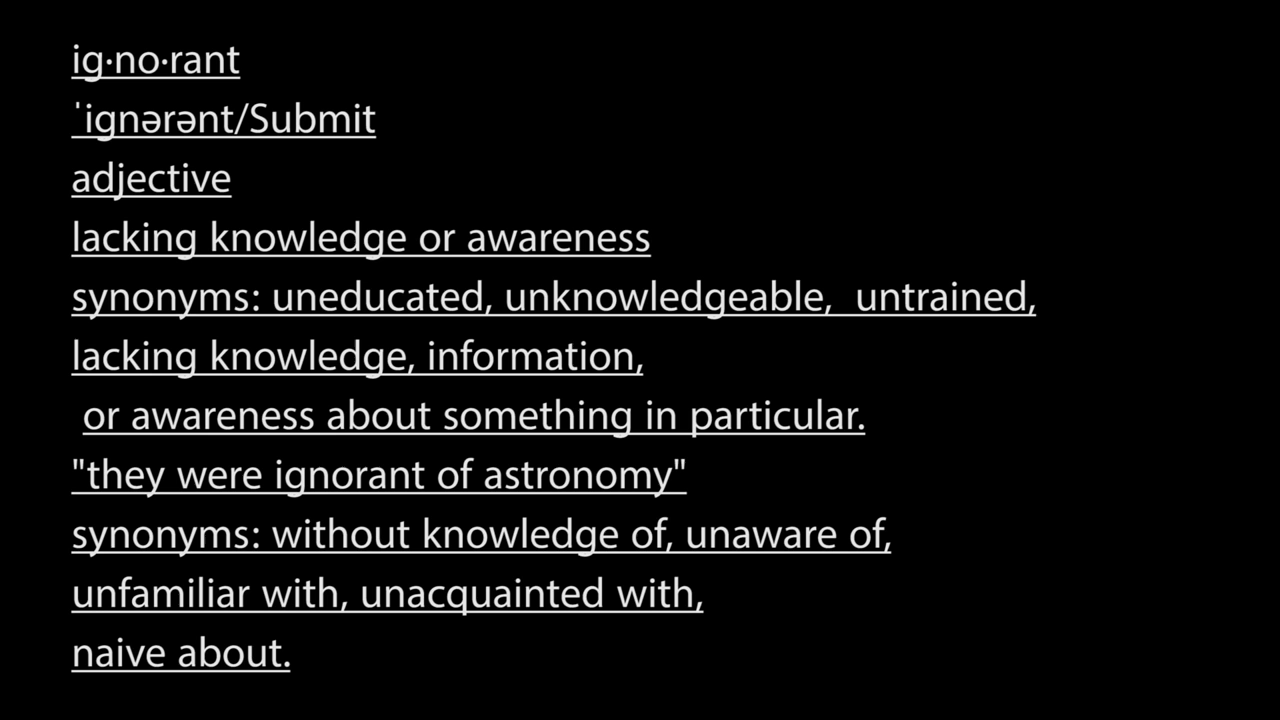 ig·no·rant
ˈignərənt/Submit
adjective
lacking knowledge or awareness
synonyms: uneducated, unknowledgeable,  untrained,
lacking knowledge, information,
 or awareness about something in particular.
"they were ignorant of astronomy"
synonyms: without knowledge of, unaware of,
unfamiliar with, unacquainted with,
naive about.